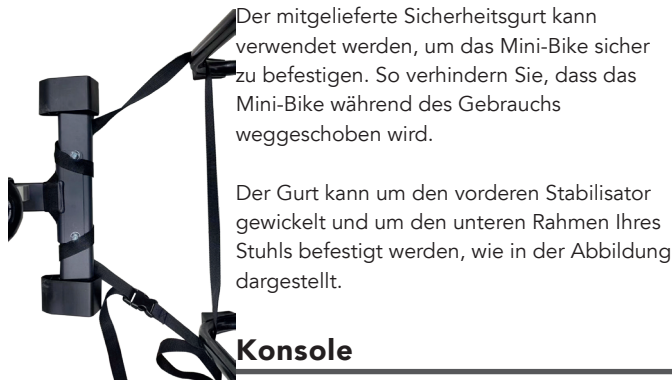 Der mitgelieferte Sicherheitsgurt kann
verwendet werden, um das Mini-Bike sicher
zu befestigen. So verhindern Sie, dass das
Mini-Bike während des Gebrauchs
weggeschoben wird.
Der Gurt kann um den vorderen Stabilisator
gewickelt und um den unteren Rahmen Ihres
Stuhls befestigt werden, wie in der Abbildung
dargestellt.
Konsole